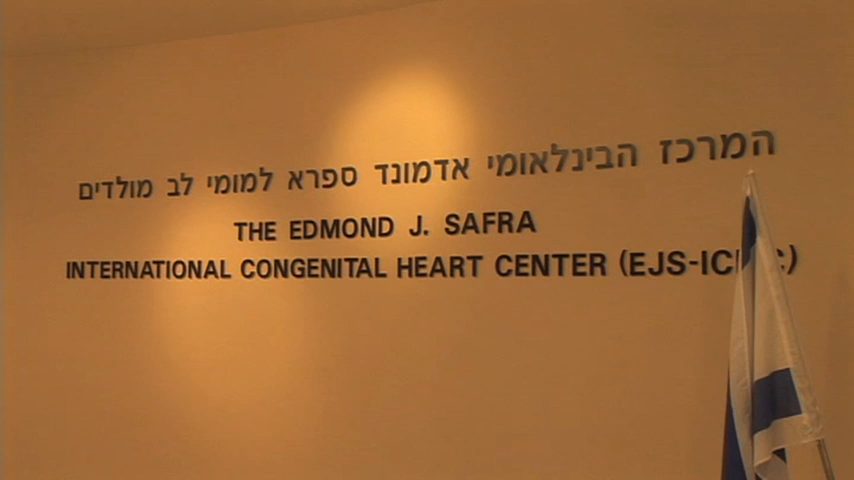 המרכז הבינלאומי אדמונד ספרא למומי לב מולדים
THE EDMOND J. SAFRA
INTERNATIONAL CONGENITAL HEART CENTER